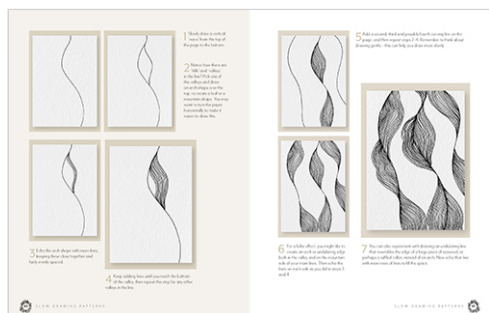 1 Slowly draw a vertical
'wave' from the top of
the page to the bottom.
2 Notice how there are
'hills' and 'valleys'
in the line? Pick one of
the valleys and draw
an arch shape over the
top, to create a leaf or a
mountain shape. You may
want to turn the paper
horizontally to make it
easier to draw this.
3 Echo the arch shape with more lines,
keeping these close together and
fairly evenly spaced.
4 Keep adding lines until you reach the bottom
of the valley, then repeat this step for any other
valleys in the line.
SLOW DRAWING PATTERNS
5 Add a second, third and possibly fourth curving line on the
page, and then repeat steps 2–4. Remember to think about
drawing gently – this can help you draw more slowly.
6 For a fuller effect, you might like to
create an arch or undulating edge
both in the valley and on the mountain
side of your main lines. Then echo the
lines on each side as you did in steps 3
and 4.
7 You can also experiment with drawing an undulating line
that resembles the edge of a large piece of seaweed, or
perhaps a ruffled collar, instead of an arch. Now echo that too
with more rows of lines to fill the space.
SLOW DRAWING PATTERNS